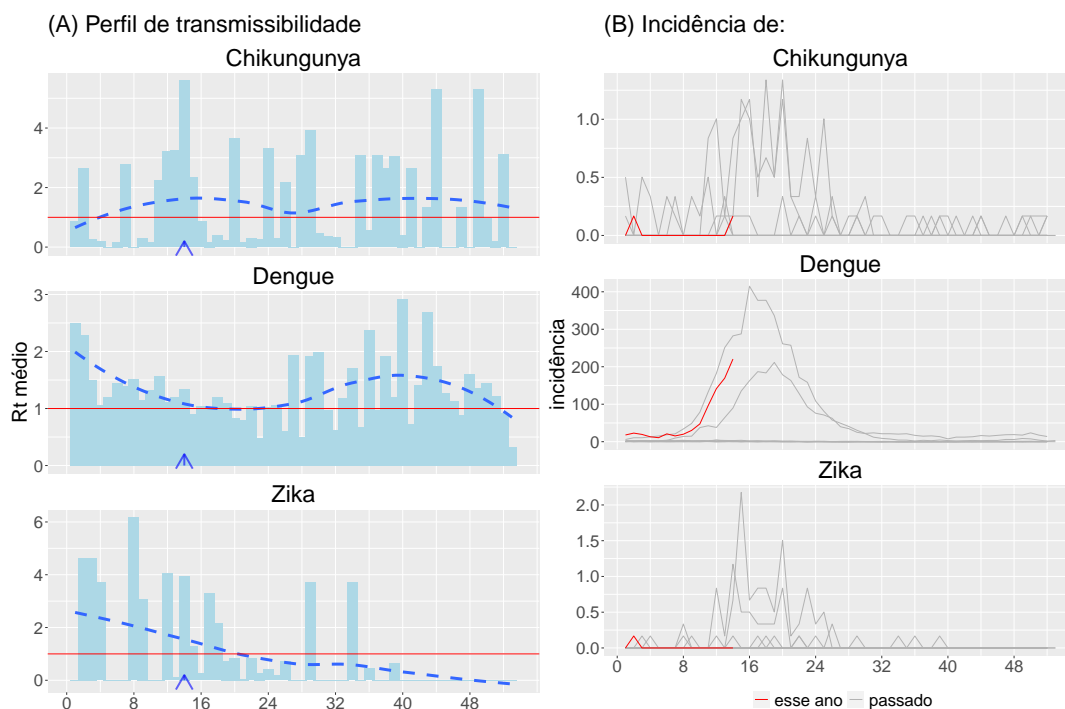 (A) Perfil de transmissibilidade
Chikungunya
4
2
0
Dengue
3
2
1
0
Zika
6
4
2
0
0 8 16 24 32 40 48
Rt médio
(B) Incidência de:
Chikungunya
1.0
0.5
0.0
Dengue
400
300
200
100
0
Zika
2.0
1.5
1.0
0.5
0.0
0 8 16 24 32 40 48
incidência
esse ano passado